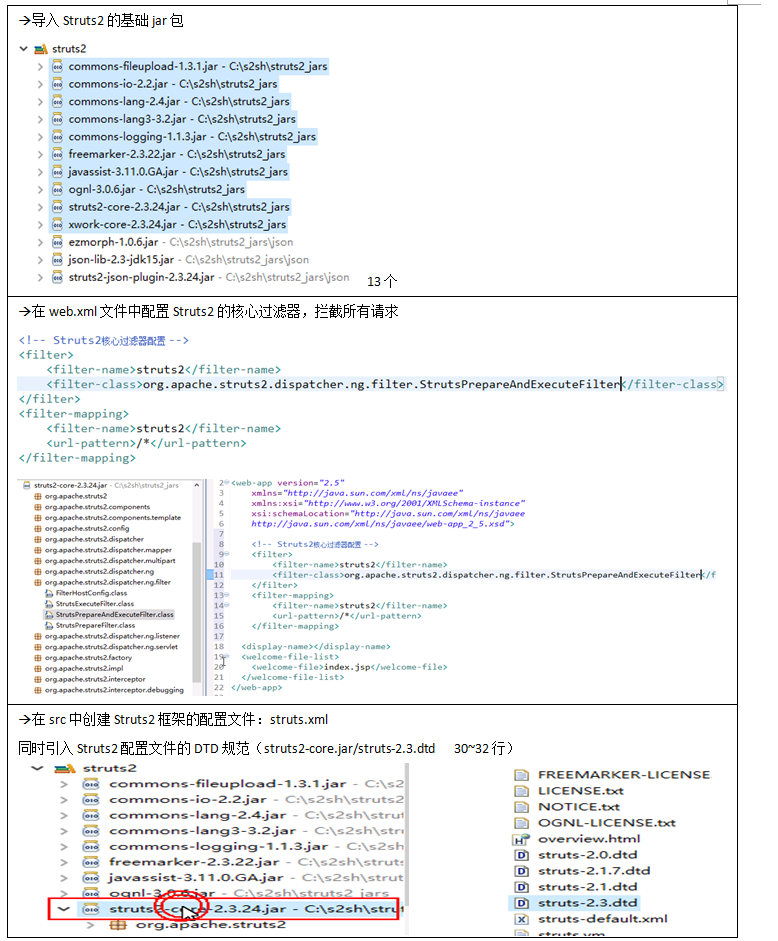 →导入 Struts2 的基础 jar 包
struts2
commons-fileupload-1.3.1.jar - C:\s2sh\struts2_jars
commons-io-2.2.jar - C:\s2sh\struts2_jars
commons-lang-2.4.jar - C:\s2sh\struts2_jars
commons-lang3-3.2.jar - C:\s2sh\struts2_jars
commons-logging-1.1.3.jar - C:\s2sh\struts2_jars
freemarker-2.3.22.jar - C:\s2sh\struts2_jars
javassist-3.11.0.GA.jar - C:\s2sh\struts2_jars
ognl-3.0.6.jar - C:\s2sh\struts2_jars
struts2-core-2.3.24.jar - C:\s2sh\struts2_jars
xwork-core-2.3.24.jar - C:\s2sh\struts2_jars
ezmorph-1.0.6.jar - C:\s2sh\struts2_jars\json
json-lib-2.3-jdk15.jar - C:\s2sh\struts2_jars\json
struts2-json-plugin-2.3.24.jar - C:\s2sh\struts2_jars\json 13个
→在 web.xml 文件中配置 Struts2 的核心过滤器，拦截所有请求
<!-- Struts2核心过滤器配置 -->
<filter>
<filter-name>struts2</filter-name>
<filter-class>org.apache.struts2.dispatcher.ng.filter.StrutsPrepareAndExecuteFilter</filter-class>
</filter>
<filter-mapping>
<filter-name>struts2</filter-name>
<url-pattern>/*</url-pattern>
</filter-mapping>
struts2-core-2.3.24.jar - C:\s2sh\struts2_jars
org.apache.struts2
org.apache.struts2.components
org.apache.struts2.components.template
org.apache.struts2.config
org.apache.struts2.dispatcher
org.apache.struts2.dispatcher.mapper
org.apache.struts2.dispatcher.multipart
org.apache.struts2.dispatcher.ng
org.apache.struts2.dispatcher.ng.filter
FilterHostConfig.class
StrutsExecuteFilter.class
StrutsPrepareAndExecuteFilter.class
StrutsPrepareFilter.class
org.apache.struts2.dispatcher.ng.listener
org.apache.struts2.dispatcher.ng.servlet
org.apache.struts2.factory
org.apache.struts2.impl
org.apache.struts2.interceptor
org.apache.struts2.interceptor.debugging
2 <web-app version="2.5"
3 xmlns="http://java.sun.com/xml/ns/javaee"
4 xmlns:xsi="http://www.w3.org/2001/XMLSchema-instance"
5 xsi:schemaLocation="http://java.sun.com/xml/ns/javaee
6 http://java.sun.com/xml/ns/javaee/web-app_2_5.xsd">
7
8 <!-- Struts2核心过滤器配置 -->
9 <filter>
10 <filter-name>struts2</filter-name>
11 <filter-class>org.apache.struts2.dispatcher.ng.filter.StrutsPrepareAndExecuteFilter</f
12 </filter>
13 <filter-mapping>
14 <filter-name>struts2</filter-name>
15 <url-pattern>/*</url-pattern>
16 </filter-mapping>
17
18 <display-name></display-name>
19 <welcome-file-list>
20 <welcome-file>index.jsp</welcome-file>
21 </welcome-file-list>
22 </web-app>
→在 src 中创建 Struts2 框架的配置文件：struts.xml
同时引入 Struts2 配置文件的 DTD 规范（struts2-core.jar/struts-2.3.dtd 30~32 行）
struts2
commons-fileupload-1.3.1.jar - C:\s2
commons-io-2.2.jar - C:\s2sh\struts2
commons-lang-2.4.jar - C:\s2sh\struts
commons-lang3-3.2.jar - C:\s2sh\stru
commons-logging-1.1.3.jar - C:\s2sh\
freemarker-2.3.22.jar - C:\s2sh\struts
javassist-3.11.0.GA.jar - C:\s2sh\stru
ognl-3.0.6.jar - C:\s2sh\struts2_jars
struts2-core-2.3.24.jar - C:\s2sh\stru
org.apache.struts2
FREEMARKER-LICENSE
LICENSE.txt
NOTICE.txt
OGNL-LICENSE.txt
overview.html
struts-2.0.dtd
struts-2.1.7.dtd
struts-2.1.dtd
struts-2.3.dtd
struts-default.xml
struts.vm